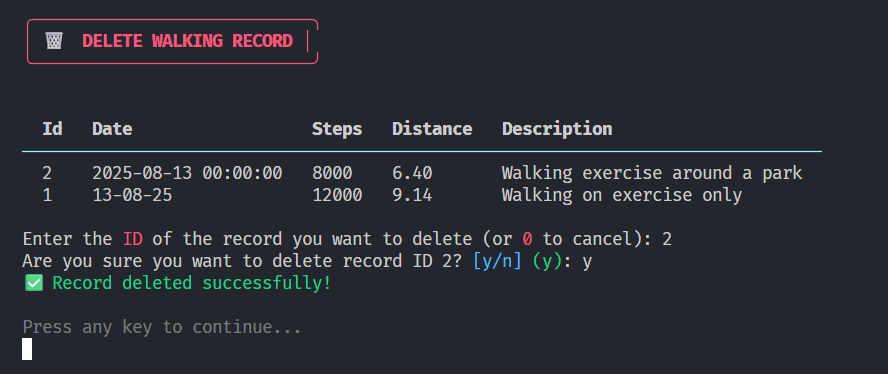 🗑 DELETE WALKING RECORD
Id Date Steps Distance Description
2 2025-08-13 00:00:00 8000 6.40 Walking exercise around a park
1 13-08-25 12000 9.14 Walking on exercise only
Enter the ID of the record you want to delete (or 0 to cancel): 2
Are you sure you want to delete record ID 2? [y/n] (y): y
✅ Record deleted successfully!
Press any key to continue...